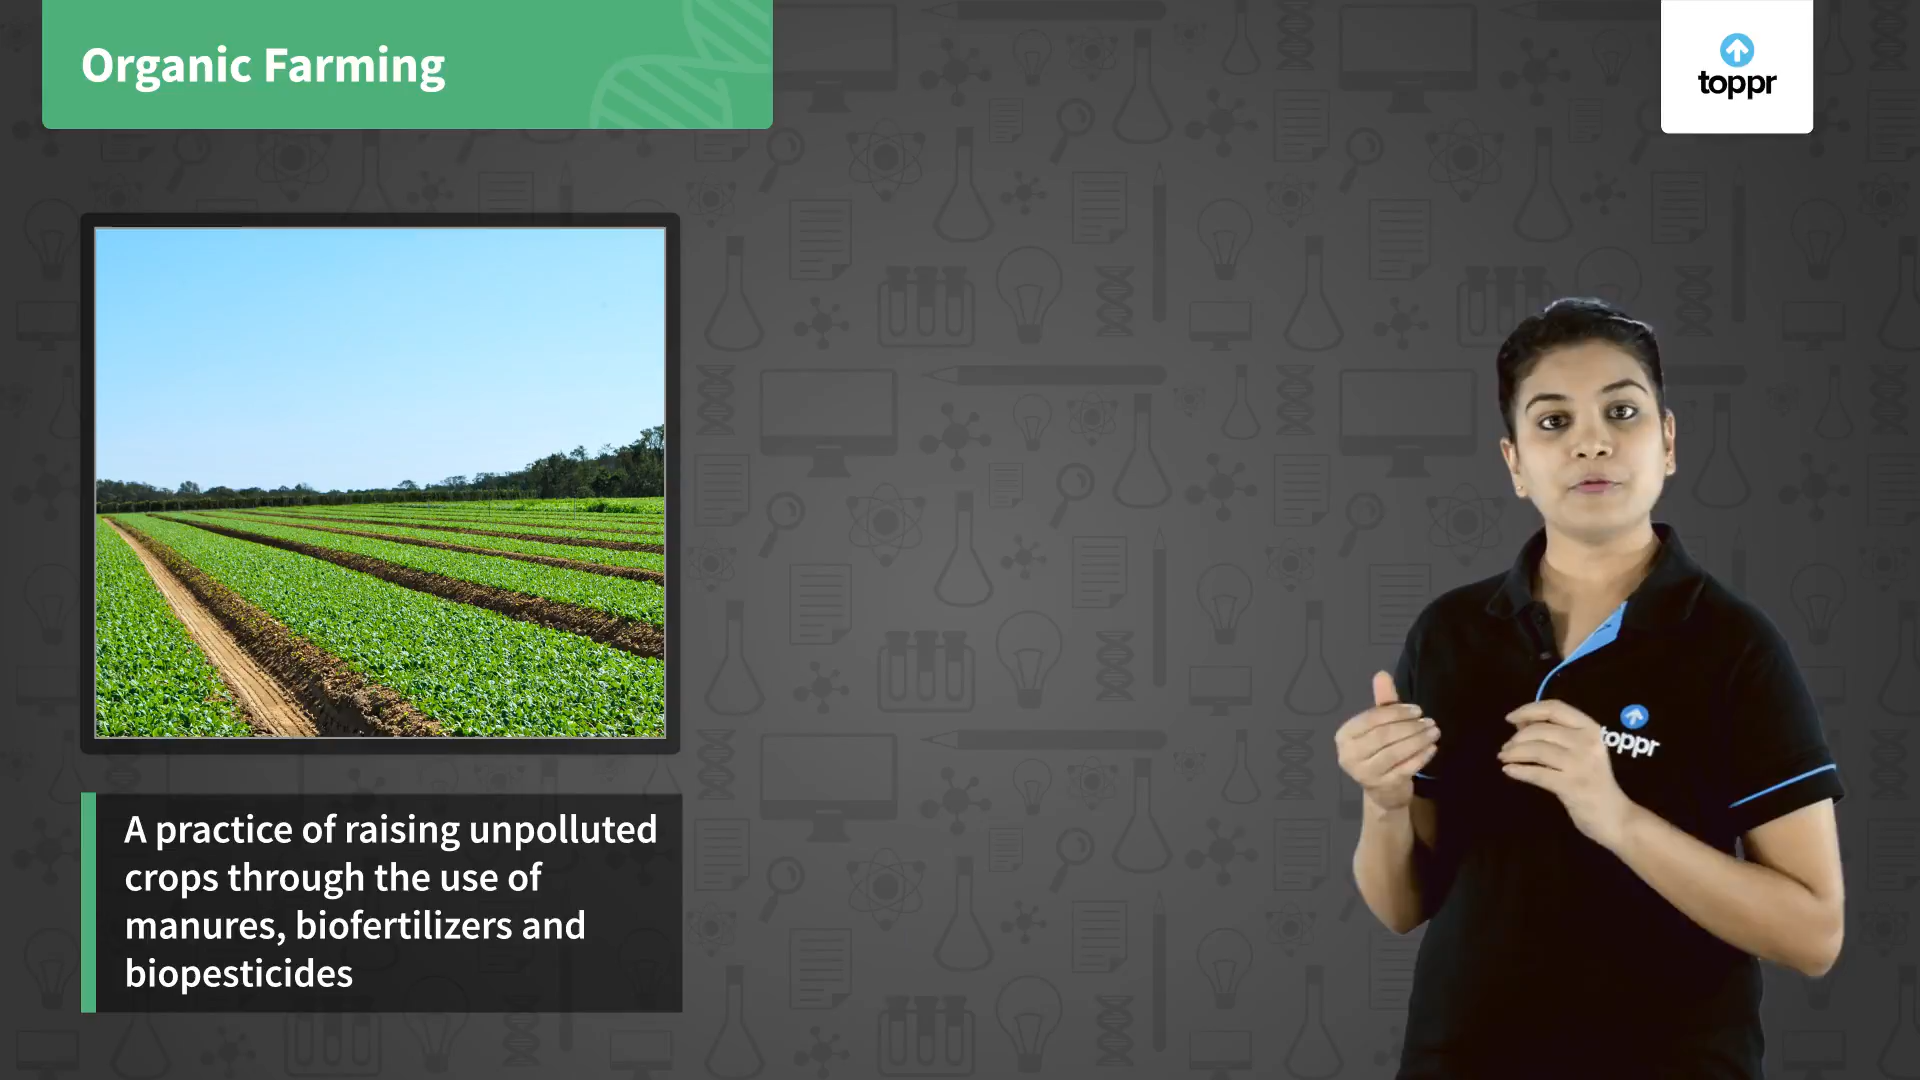 Organic Farming
toppr
toppr
A practice of raising unpolluted
crops through the use of
manures, biofertilizers and
biopesticides